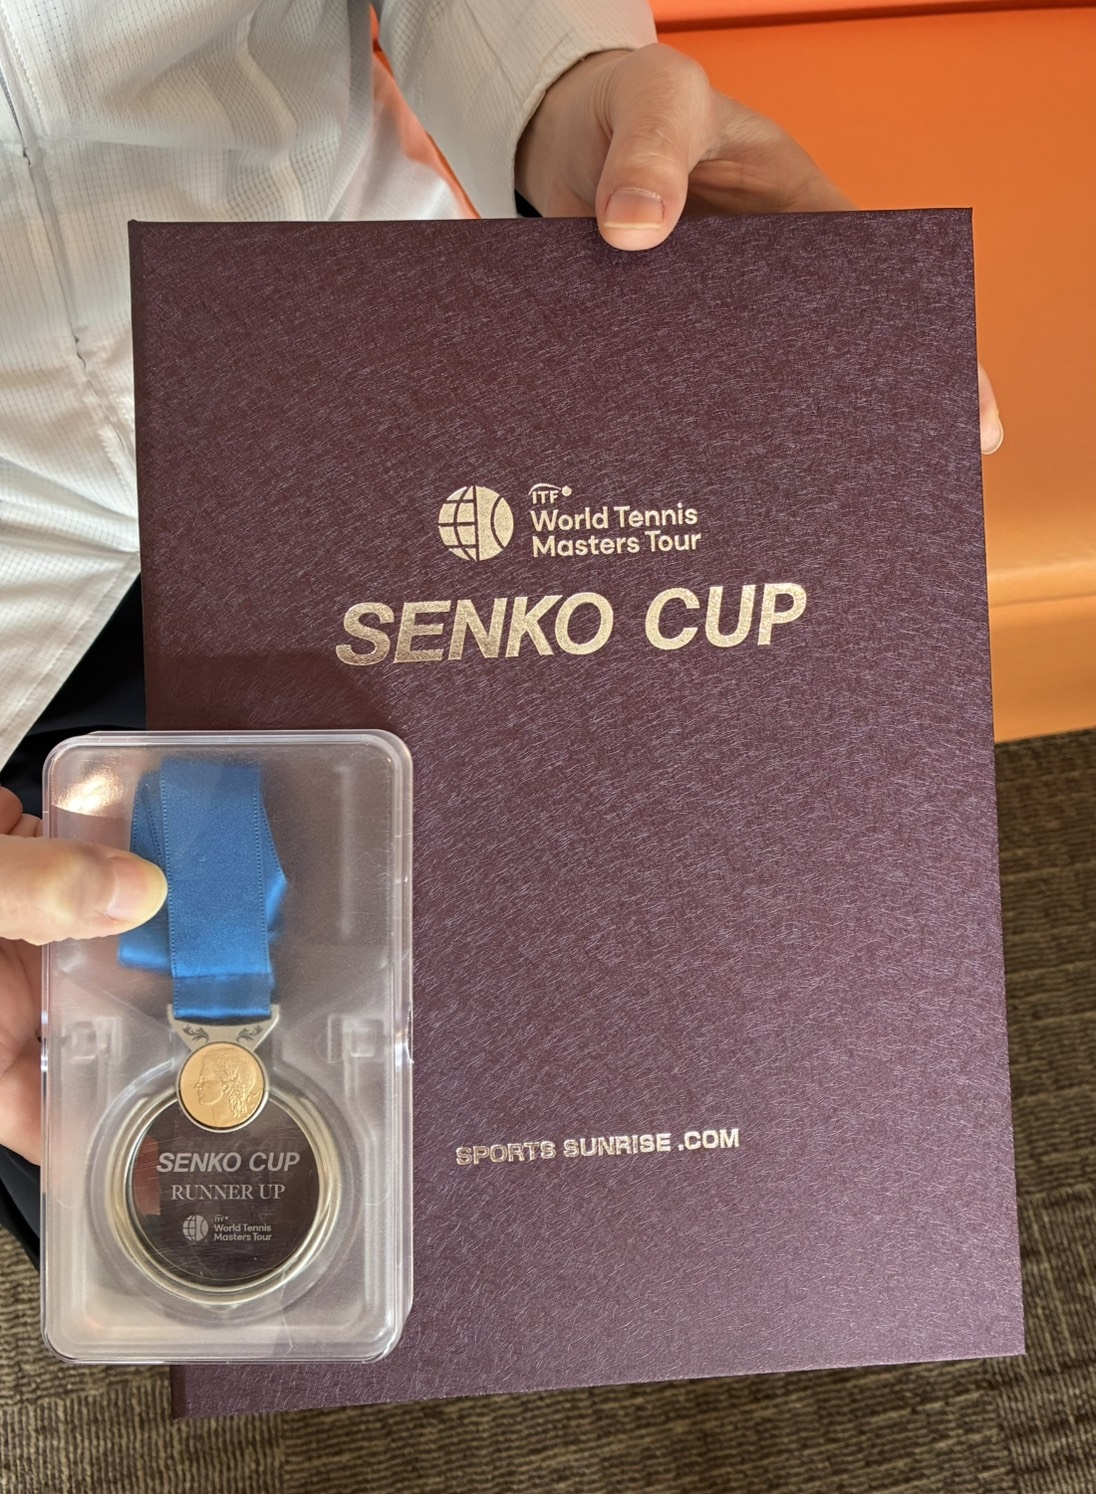 ITF
World Tennis
Masters Tour
SENKO CUP
SPORTS SUNRISE.COM
SENKO CUP
RUNNER UP
ITF
World Tennis
Masters Tour